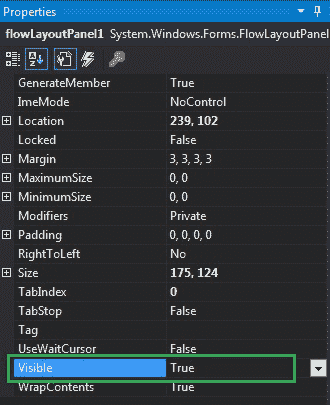 Properties
flowLayoutPanel1 System.Windows.Forms.FlowLayoutPanel
GenerateMember True
ImeMode NoControl
Location 239, 102
Locked False
Margin 3, 3, 3, 3
MaximumSize 0, 0
MinimumSize 0, 0
Modifiers Private
Padding 0, 0, 0, 0
RightToLeft No
Size 175, 124
TabIndex 0
TabStop False
Tag
UseWaitCursor False
Visible True
WrapContents True